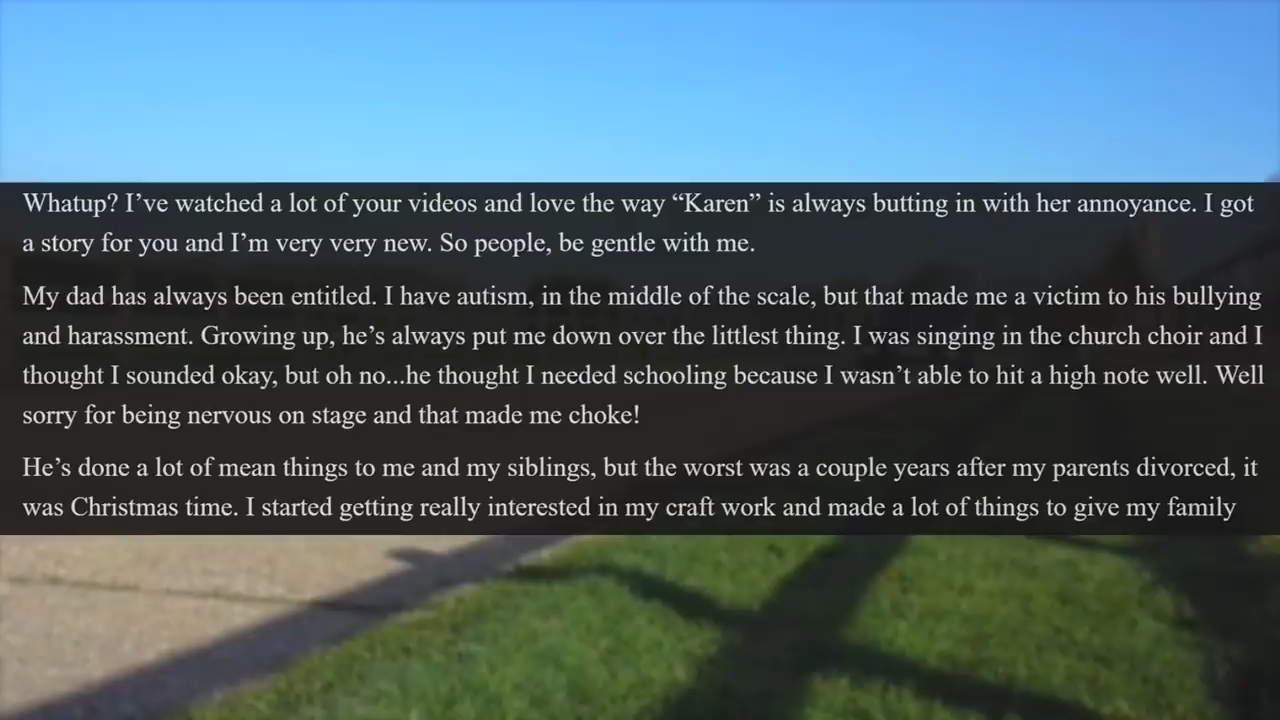 Whatup? I’ve watched a lot of your videos and love the way “Karen” is always butting in with her annoyance. I got
a story for you and I’m very very new. So people, be gentle with me.
My dad has always been entitled. I have autism, in the middle of the scale, but that made me a victim to his bullying
and harassment. Growing up, he’s always put me down over the littlest thing. I was singing in the church choir and I
thought I sounded okay, but oh no...he thought I needed schooling because I wasn’t able to hit a high note well. Well
sorry for being nervous on stage and that made me choke!
He’s done a lot of mean things to me and my siblings, but the worst was a couple years after my parents divorced, it
was Christmas time. I started getting really interested in my craft work and made a lot of things to give my family